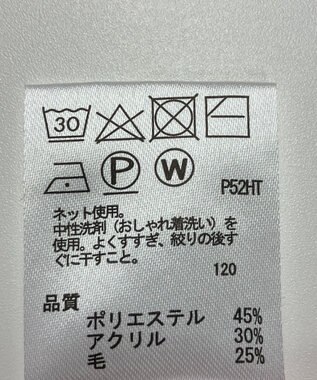 30
P W P52HT
ネット使用。
中性洗剤(おしゃれ着洗い)を
使用。よくすすぎ、絞りの後す
ぐに干すこと。
120
品質
ポリエステル 45%
アクリル 30%
毛 25%